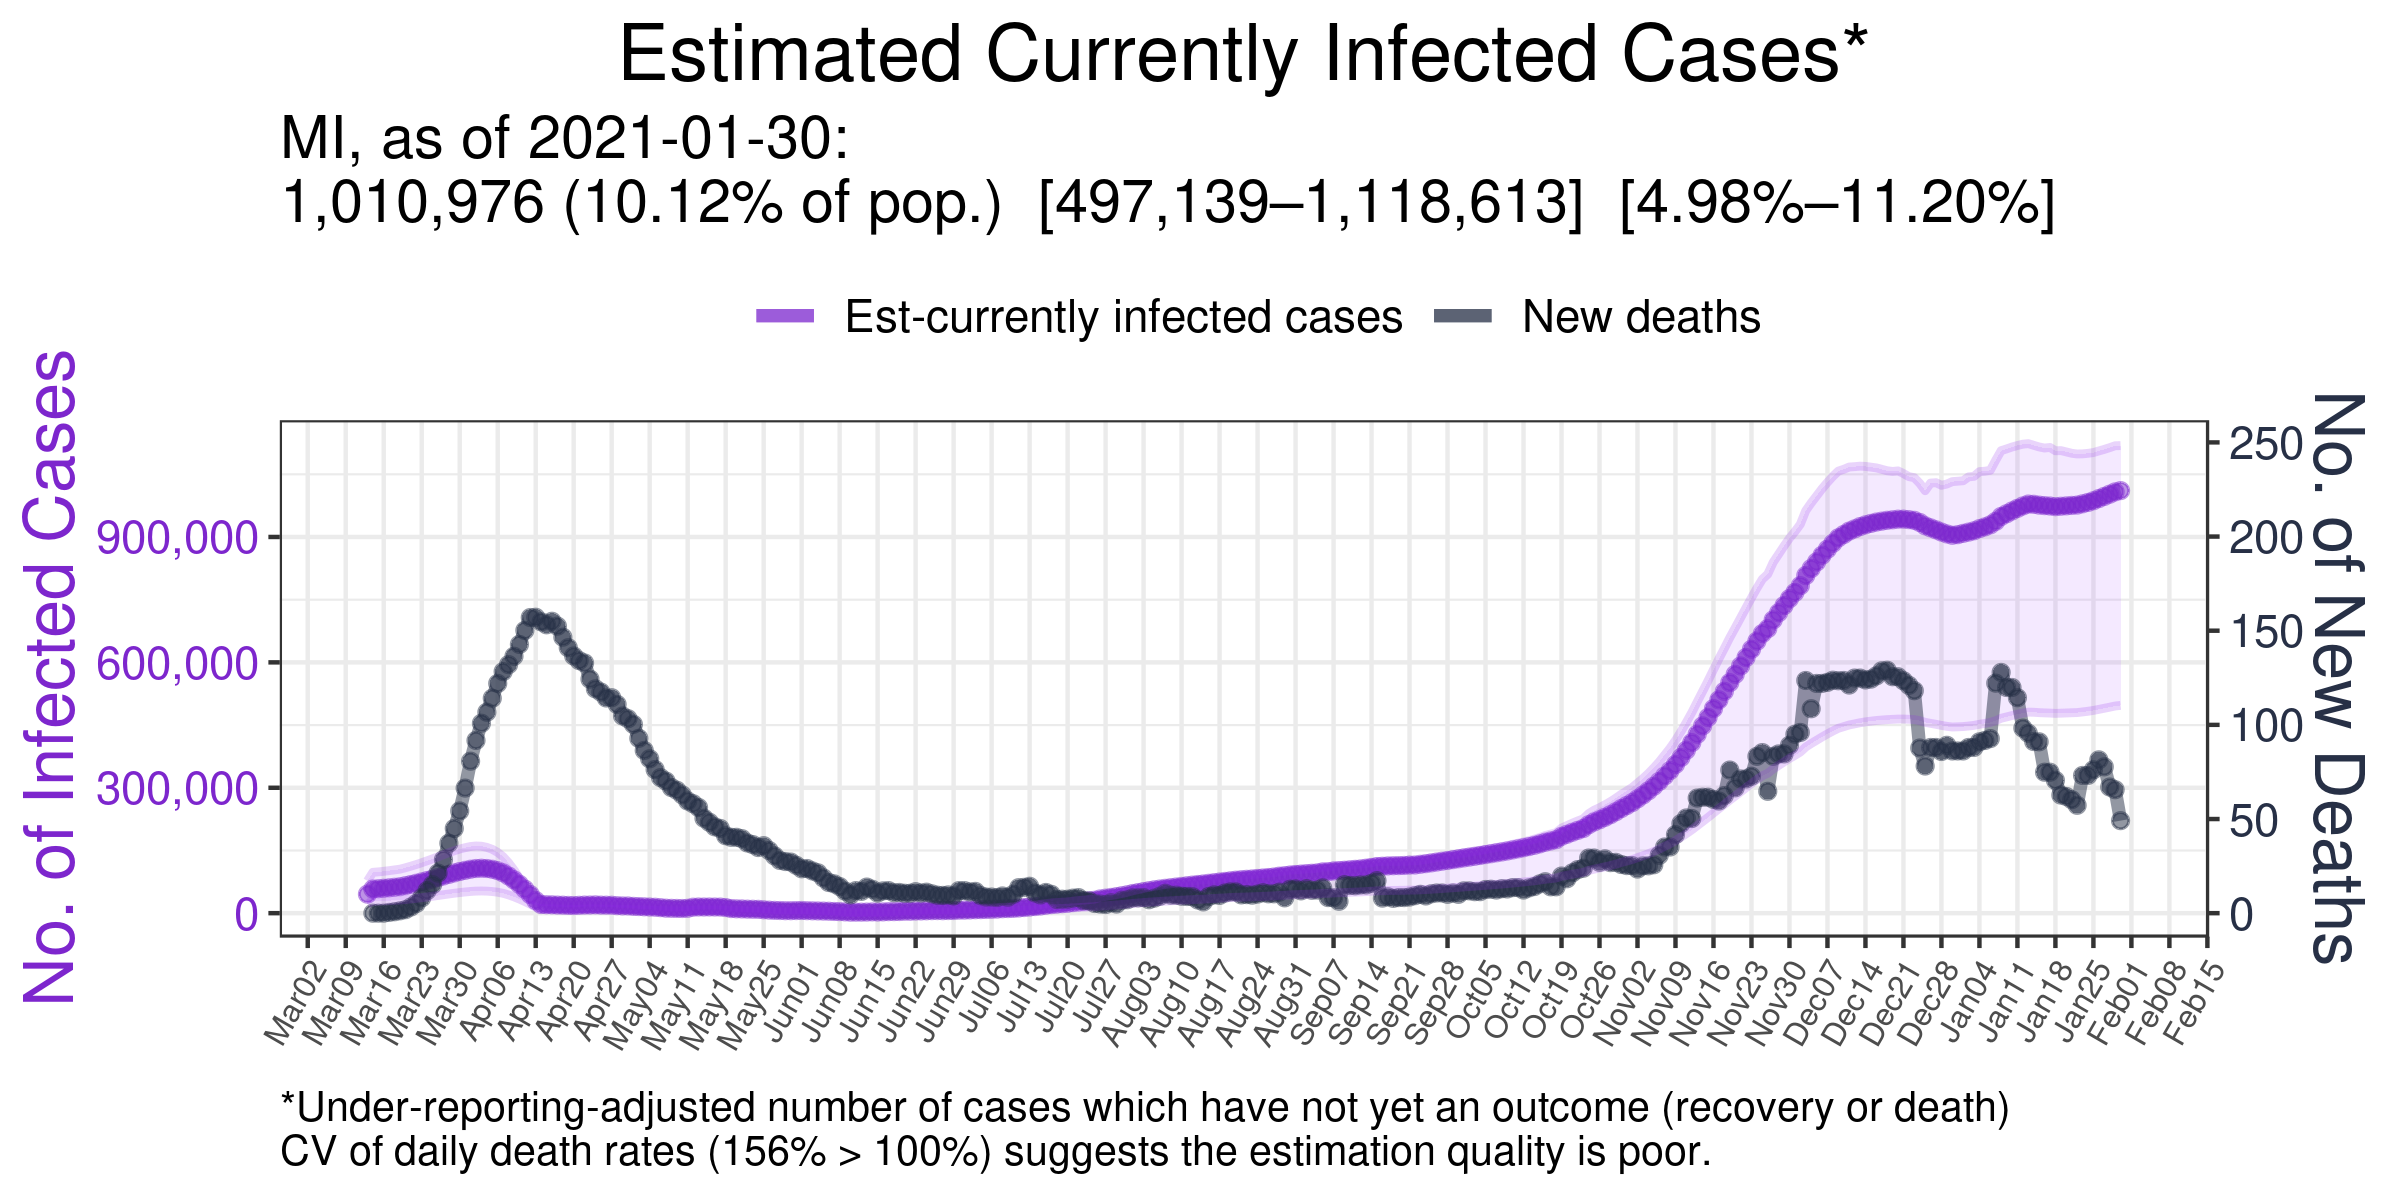 Estimated Currently Infected Cases*
MI, as of 2021-01-30:
1,010,976 (10.12% of pop.) [497,139–1,118,613] [4.98%–11.20%]
Est-currently infected cases New deaths
No. of Infected Cases
900,000
600,000
300,000
0
250
200
150
100
50
0
No. of New Deaths
Mar02 Mar09 Mar16 Mar23 Mar30 Apr06 Apr13 Apr20 Apr27 May04 May11 May18 May25 Jun01 Jun08 Jun15 Jun22 Jun29 Jul06 Jul13 Jul20 Jul27 Aug03 Aug10 Aug17 Aug24 Aug31 Sep07 Sep14 Sep21 Sep28 Oct05 Oct12 Oct19 Oct26 Nov02 Nov09 Nov16 Nov23 Nov30 Dec07 Dec14 Dec21 Dec28 Jan04 Jan11 Jan18 Jan25 Feb01 Feb08 Feb15
*Under-reporting-adjusted number of cases which have not yet an outcome (recovery or death)
CV of daily death rates (156% > 100%) suggests the estimation quality is poor.